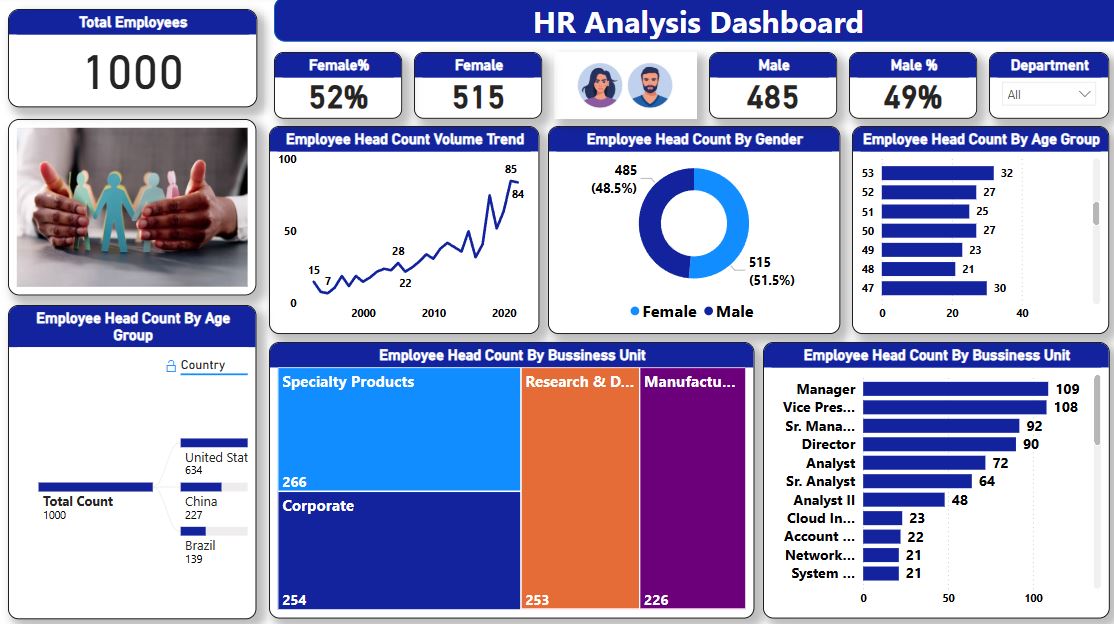 Total Employees
1000
HR Analysis Dashboard
Female%
52%
Female
515
Male
485
Male %
49%
Department
All
Employee Head Count Volume Trend
100
50
0
15
7
28
22
85
84
2000
2010
2020
Employee Head Count By Gender
485
(48.5%)
515
(51.5%)
Female
Male
Employee Head Count By Age Group
53
32
52
27
51
25
50
27
49
23
48
21
47
30
0
20
40
Employee Head Count By Age
Group
Country
Total Count
1000
United Stat
634
China
227
Brazil
139
Employee Head Count By Bussiness Unit
Specialty Products
266
Corporate
254
Research & D...
253
Manufactu...
226
Employee Head Count By Bussiness Unit
Manager
109
Vice Pres...
108
Sr. Mana...
92
Director
90
Analyst
72
Sr. Analyst
64
Analyst II
48
Cloud In...
23
Account ...
22
Network...
21
System ...
21
0
50
100